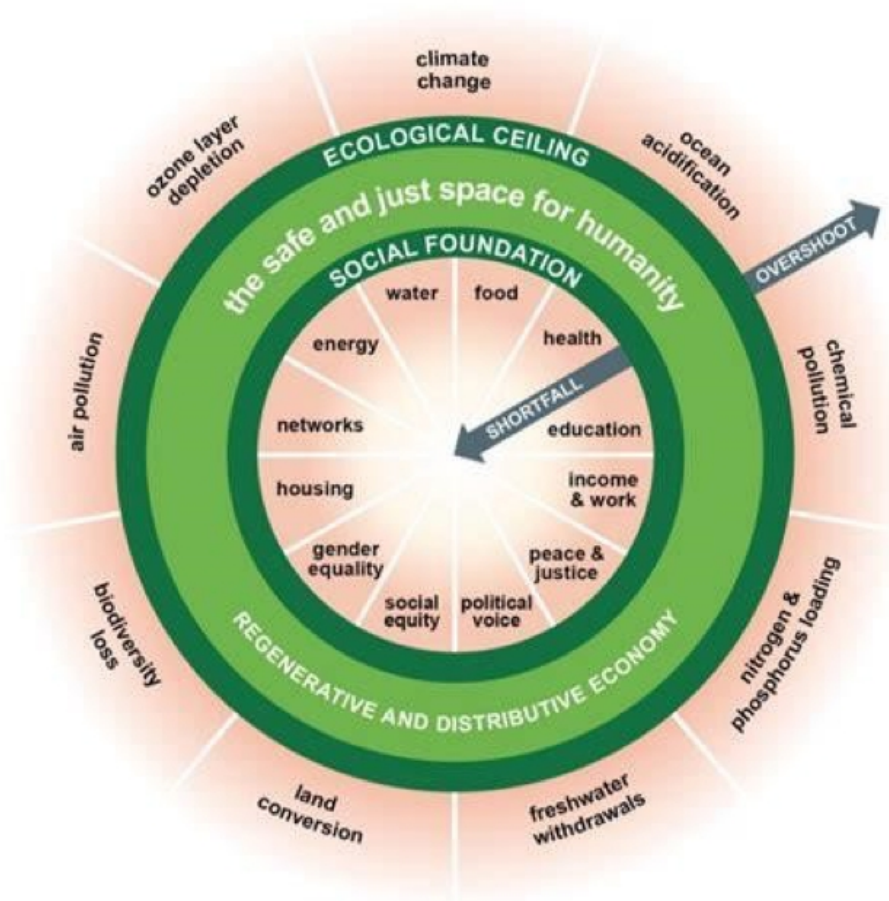 climate
change
ozone layer
depletion
ocean
acidification
ECOLOGICAL CEILING
the safe and just space for humanity
SOCIAL FOUNDATION
OVERSHOOT
water
food
energy
health
SHORTFALL
networks
education
housing
income
& work
gender
equality
peace &
justice
social
equity
political
voice
air pollution
chemical
pollution
REGENERATIVE AND DISTRIBUTIVE ECONOMY
biodiversity
loss
nitrogen &
phosphorus loading
land
conversion
freshwater
withdrawals